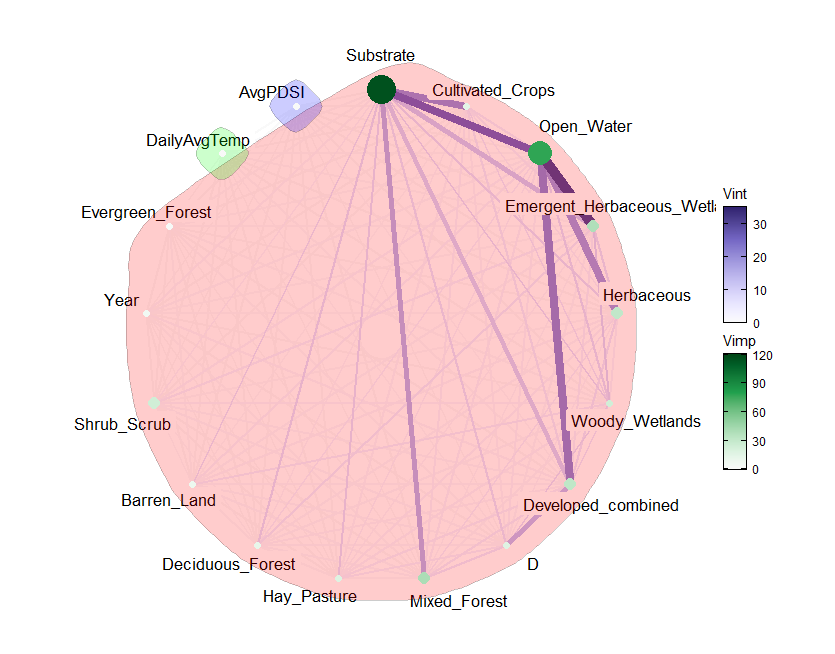 Substrate
AvgPDSI
Cultivated_Crops
Open_Water
DailyAvgTemp
Vint
Evergreen_Forest
Emergent_Herbaceous_Wetl
30
20
10
0
Year
Herbaceous
Vimp
120
90
60
30
0
Shrub_Scrub
Woody_Wetlands
Barren_Land
Developed_combined
Deciduous_Forest
D
Hay_Pasture
Mixed_Forest